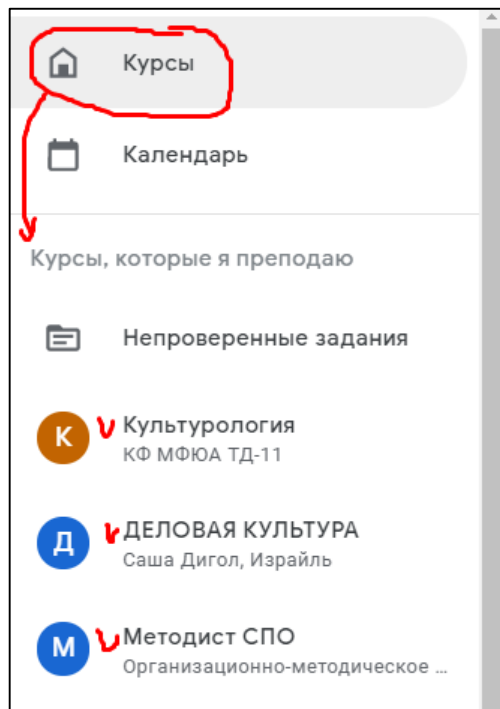 Курсы
Календарь
Курсы, которые я преподаю
Непроверенные задания
К
Культурология
КФ МФЮА ТД-11
Д
ДЕЛОВАЯ КУЛЬТУРА
Саша Дигол, Израйль
М
Методист СПО
Организационно-методическое ...